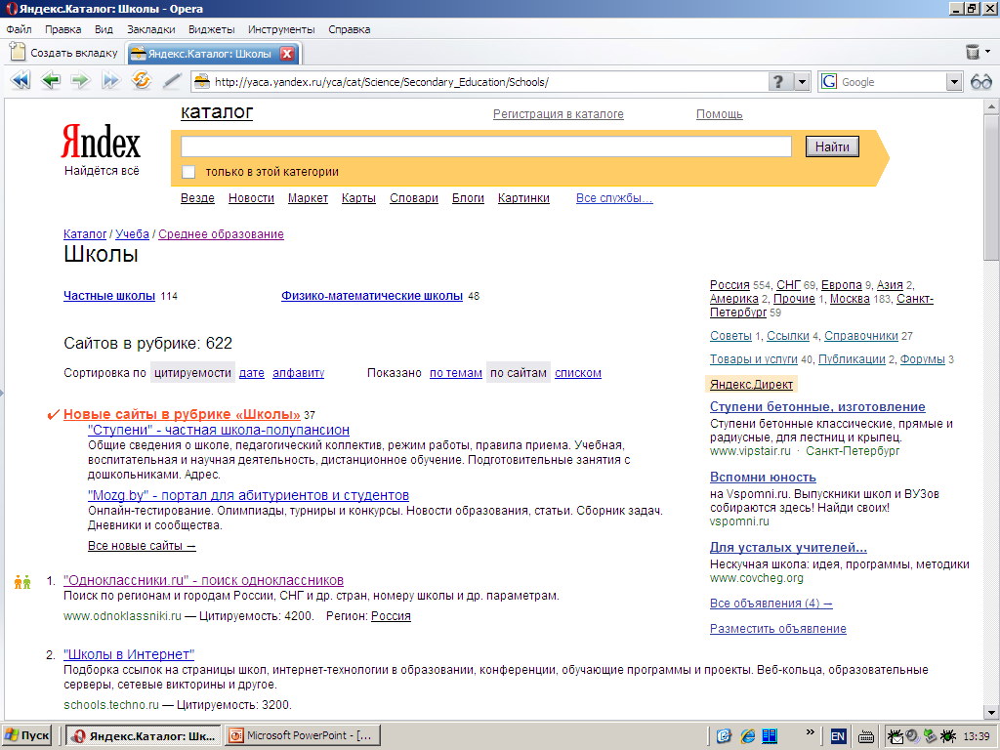 Яндекс.Каталог: Школы - Opera
Файл Правка Вид Закладки Виджеты Инструменты Справка
Создать вкладку Яндекс.Каталог: Школы
http://yaca.yandex.ru/yca/cat/Science/Secondary_Education/Schools/ ? G Google
каталог Регистрация в каталоге Помощь
Яndex
Найдётся всё
Найти
только в этой категории
Везде Новости Маркет Карты Словари Блоги Картинки Все службы...
Каталог / Учеба / Среднее образование
Школы
Частные школы 114 Физико-математические школы 48
Сайтов в рубрике: 622
Сортировка по цитируемости дате алфавиту Показано по темам по сайтам списком
Новые сайты в рубрике «Школы» 37
"Ступени" - частная школа-полупансион
Общие сведения о школе, педагогический коллектив, режим работы, правила приема. Учебная,
воспитательная и научная деятельность, дистанционное обучение. Подготовительные занятия с
дошкольниками. Адрес.
"Mozg.by" - портал для абитуриентов и студентов
Онлайн-тестирование. Олимпиады, турниры и конкурсы. Новости образования, статьи. Сборник задач.
Дневники и сообщества.
Все новые сайты →
1. "Одноклассники.ru" - поиск одноклассников
Поиск по регионам и городам России, СНГ и др. стран, номеру школы и др. параметрам.
www.odnoklassniki.ru — Цитируемость: 4200. Регион: Россия
2. "Школы в Интернет"
Подборка ссылок на страницы школ, интернет-технологии в образовании, конференции, обучающие программы и проекты. Веб-кольца, образовательные
серверы, сетевые викторины и другое.
schools.techno.ru — Цитируемость: 3200.
Россия 554, СНГ 69, Европа 9, Азия 2,
Америка 2, Прочие 1, Москва 183, Санкт-
Петербург 59
Советы 1, Ссылки 4, Справочники 27
Товары и услуги 40, Публикации 2, Форумы 3
Яндекс.Директ
Ступени бетонные, изготовление
Ступени бетонные классические, прямые и
радиусные, для лестниц и крылец.
www.vipstair.ru · Санкт-Петербург
Вспомни юность
на Vspomni.ru. Выпускники школ и ВУЗов
собираются здесь! Найди своих!
vspomni.ru
Для усталых учителей...
Нескучная школа: идея, программы, методики
www.covcheg.org
Все объявления (4) →
Разместить объявление
Пуск Яндекс.Каталог: Шк... Microsoft PowerPoint - [... » EN 13:39